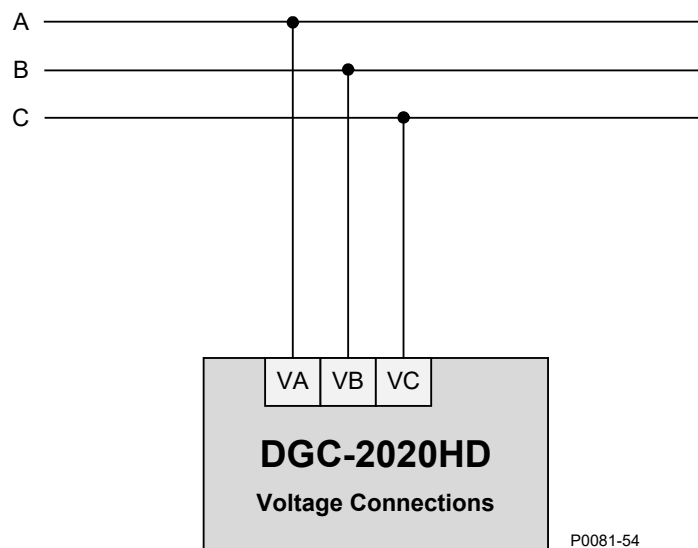 A
B
C
VA VB VC
DGC-2020HD
Voltage Connections
P0081-54